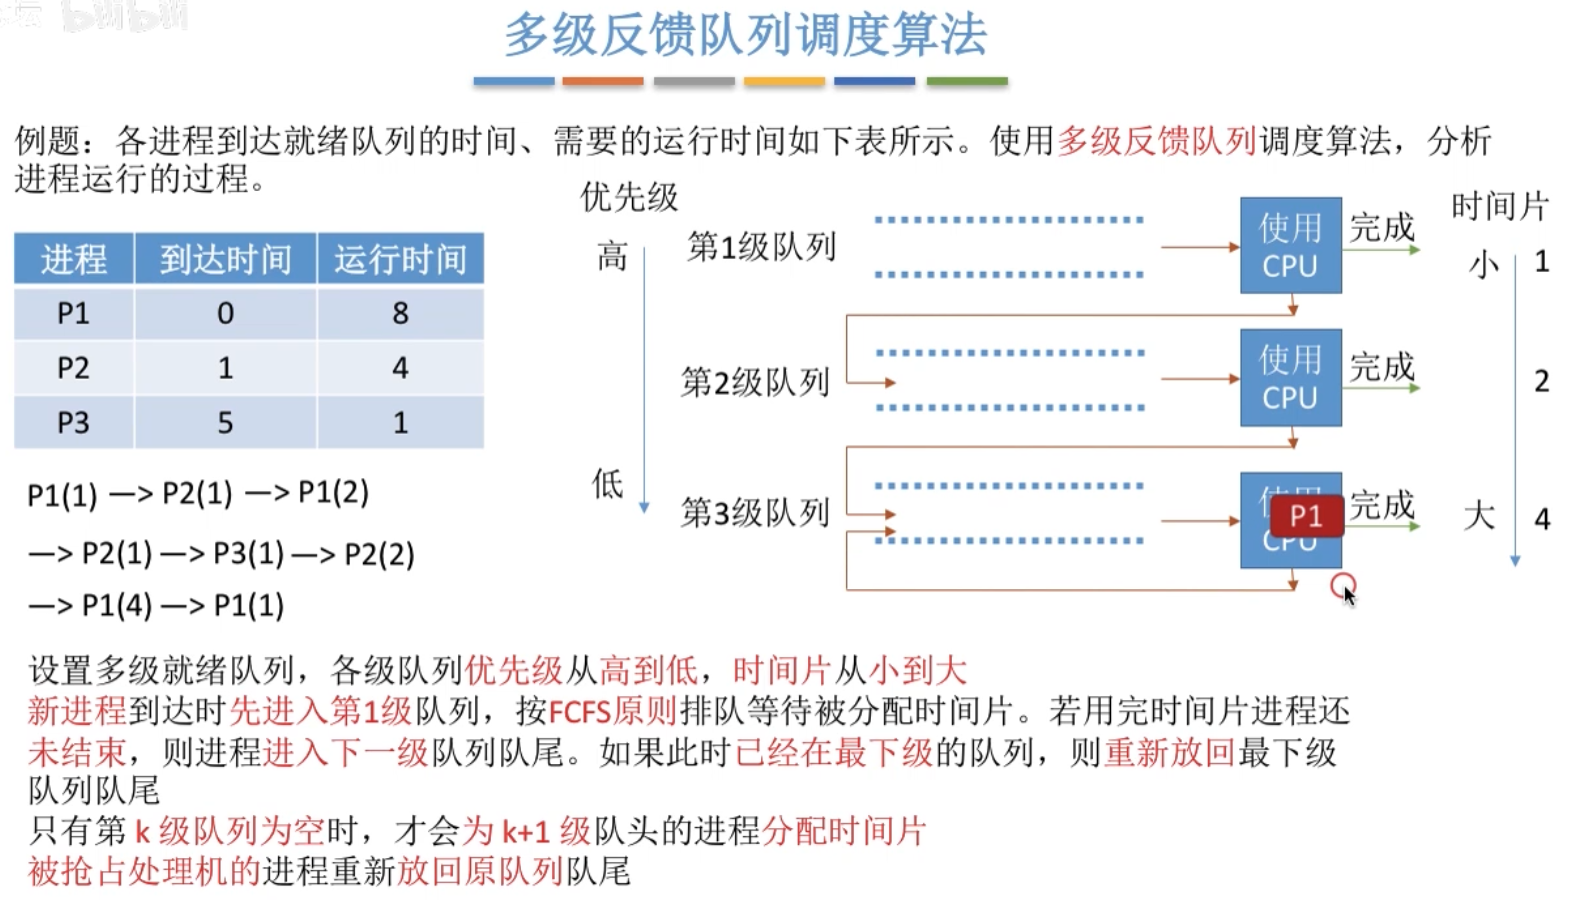 bilibili
多级反馈队列调度算法
例题：各进程到达就绪队列的时间、需要的运行时间如下表所示。使用多级反馈队列调度算法，分析
进程运行的过程。
进程 到达时间 运行时间
P1 0 8
P2 1 4
P3 5 1
P1(1) —> P2(1) —> P1(2)
—> P2(1) —> P3(1) —> P2(2)
—> P1(4) —> P1(1)
优先级
高
低
第1级队列
使用
CPU
完成
第2级队列
使用
CPU
完成
第3级队列
使用
P1
CPU
完成
时间片
小 1
2
大 4
设置多级就绪队列，各级队列优先级从高到低，时间片从小到大
新进程到达时先进入第1级队列，按FCFS原则排队等待被分配时间片。若用完时间片进程还
未结束，则进程进入下一级队列队尾。如果此时已经在最下级的队列，则重新放回最下级
队列队尾
只有第 k 级队列为空时，才会为 k+1 级队头的进程分配时间片
被抢占处理机的进程重新放回原队列队尾